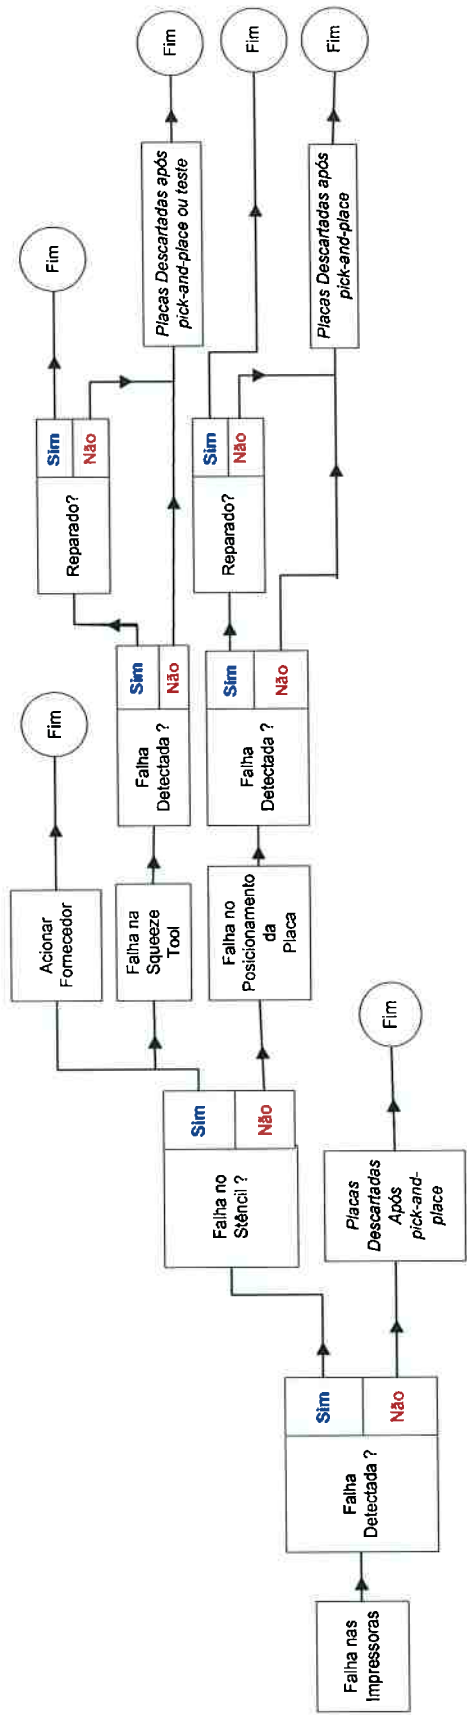 Falha nas
Impressoras
Falha
Detectada ?
Sim
Não
Placas
Descartadas
Após
pick-and-
place
Fim
Falha no
Stêncil ?
Sim
Não
Acionar
Fornecedor
Fim
Falha na
Squeeze
Tool
Falha
Detectada ?
Sim
Não
Reparado?
Sim
Não
Fim
Placas Descartadas após
pick-and-place ou teste
Fim
Falha no
Posicionamento
da
Placa
Falha
Detectada ?
Sim
Não
Reparado?
Sim
Não
Fim
Placas Descartadas após
pick-and-place
Fim